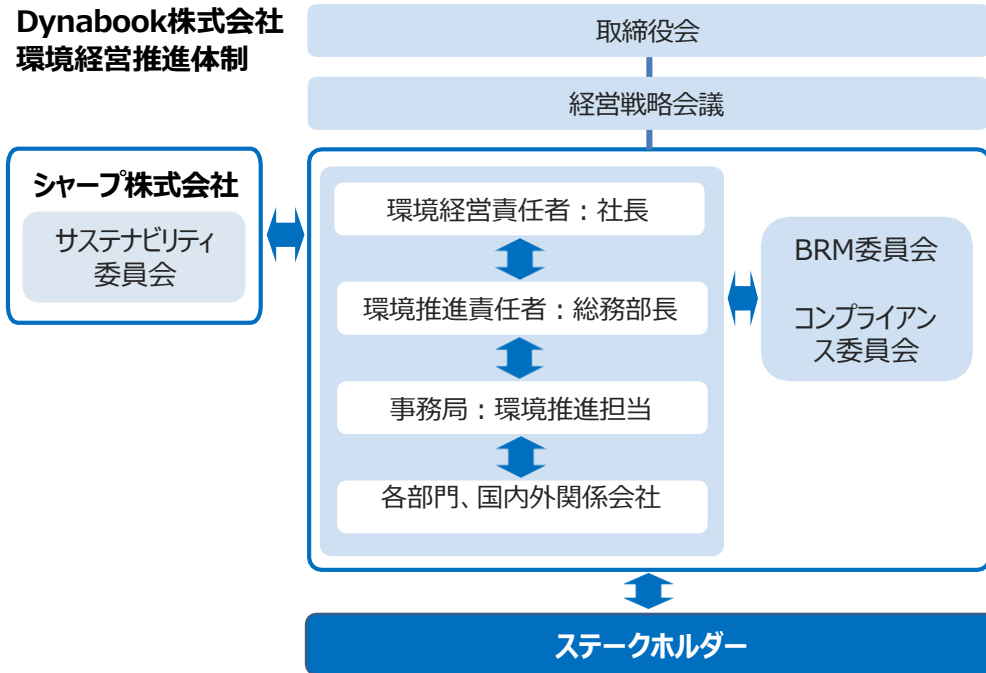 Dynabook株式会社
環境経営推進体制
取締役会
経営戦略会議
シャープ株式会社
サステナビリティ
委員会
環境経営責任者：社長
環境推進責任者：総務部長
事務局：環境推進担当
各部門、国内外関係会社
BRM委員会
コンプライアン
ス委員会
ステークホルダー